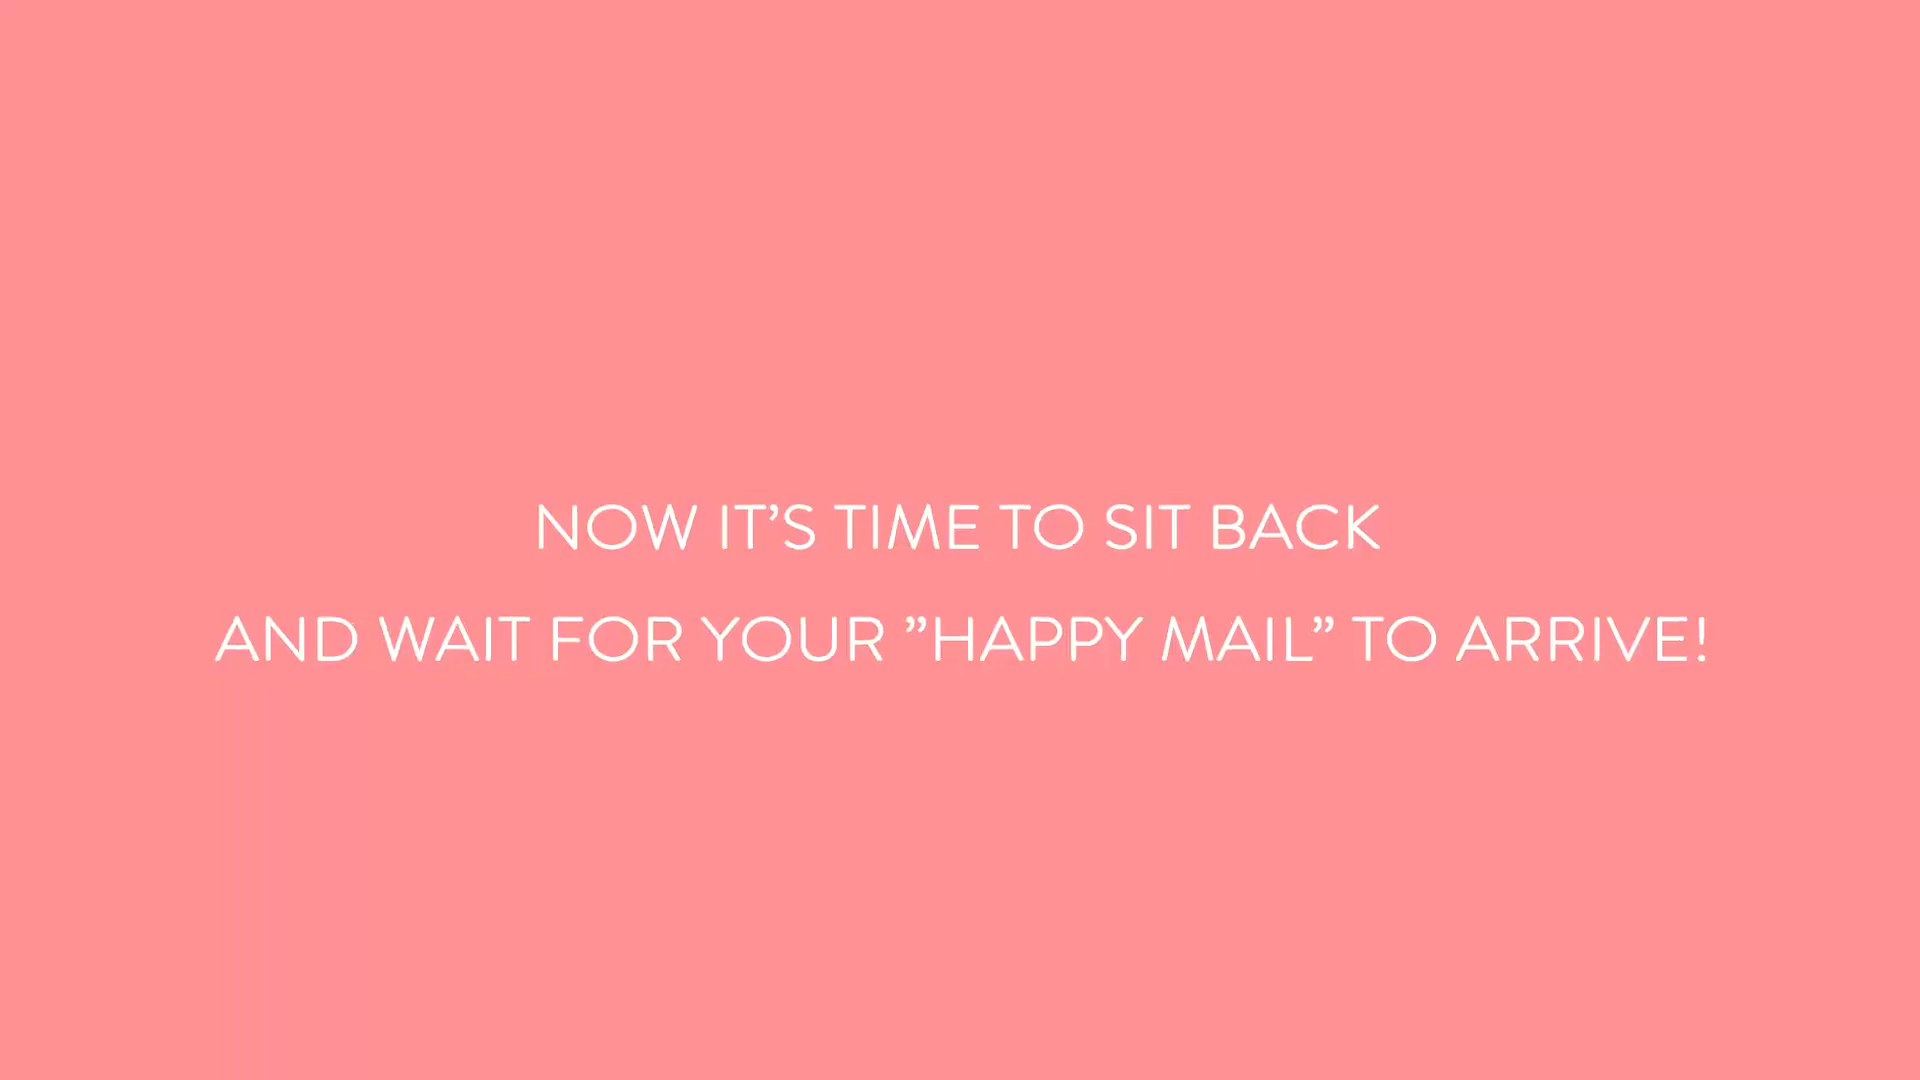 NOW IT’S TIME TO SIT BACK
AND WAIT FOR YOUR ”HAPPY MAIL” TO ARRIVE!